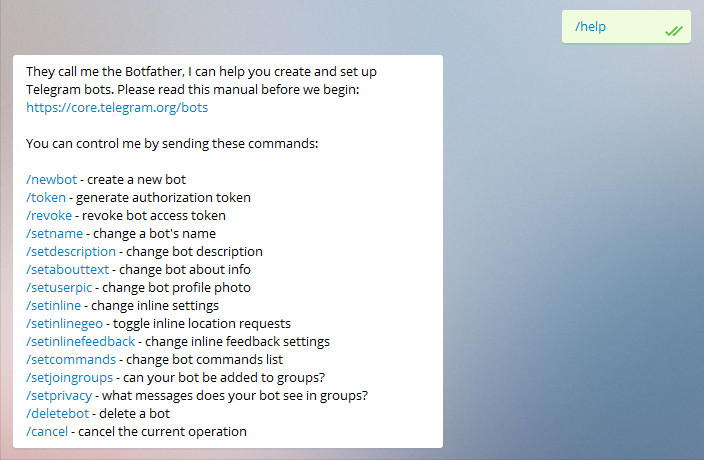 /help
They call me the Botfather, I can help you create and set up
Telegram bots. Please read this manual before we begin:
https://core.telegram.org/bots
You can control me by sending these commands:
/newbot - create a new bot
/token - generate authorization token
/revoke - revoke bot access token
/setname - change a bot's name
/setdescription - change bot description
/setabouttext - change bot about info
/setuserpic - change bot profile photo
/setinline - change inline settings
/setinlinegeo - toggle inline location requests
/setinlinefeedback - change inline feedback settings
/setcommands - change bot commands list
/setjoingroups - can your bot be added to groups?
/setprivacy - what messages does your bot see in groups?
/deletebot - delete a bot
/cancel - cancel the current operation